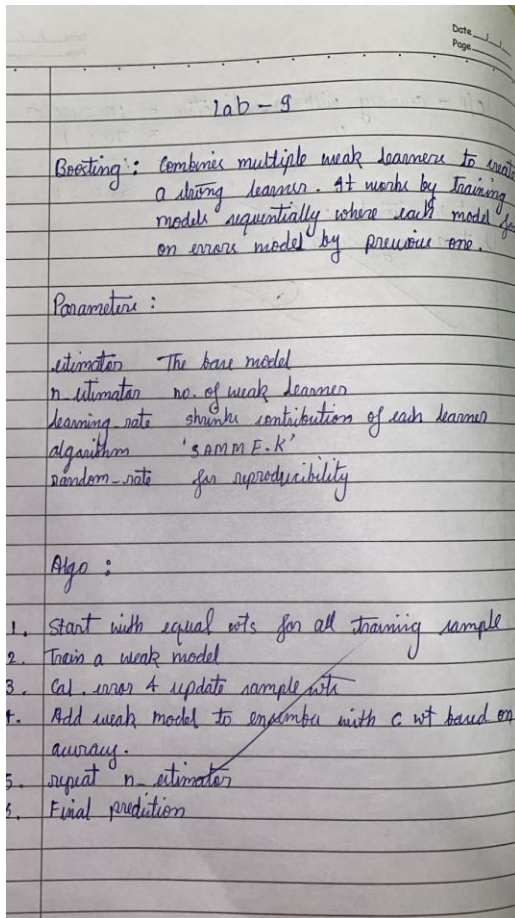 Date
Page
Lab - 9
Boosting : Combines multiple weak learners to creat
a strong learner. It works by training
models sequentially where each model fo
on errors model by previous one.
Parameters :
estimator The base model
n_estimator no. of weak learner
learning_rate shrinks contribution of each learner
algorithm 'SAMME.R'
random_state for reproducibility
Algo :
1. Start with equal wts for all training sample
2. Train a weak model
3. Cal. error & update sample wts
4. Add weak model to ensembler with c wt based on
accuracy.
5. repeat n_estimator
6. Final prediction